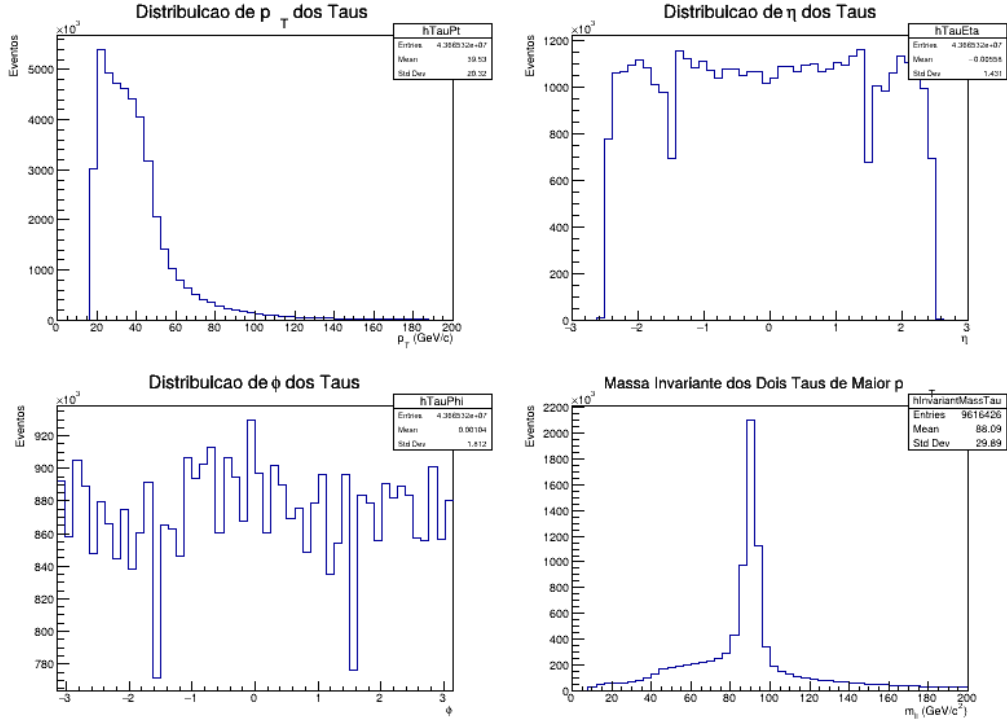 DistribuIcao de p T dos Taus
×10³
hTauPt
Entries 4.366532e+07
Mean 39.53
Std Dev 20.32
Eventos
5000
4000
3000
2000
1000
0
0 20 40 60 80 100 120 140 160 180 200
p_T (GeV/c)
DistribuIcao de η dos Taus
×10³
hTauEta
Entries 4.366532e+07
Mean −0.00556
Std Dev 1.431
Eventos
1200
1000
800
600
400
200
0
−3 −2 −1 0 1 2 3
η
DistribuIcao de φ dos Taus
×10³
hTauPhi
Entries 4.366532e+07
Mean 0.00104
Std Dev 1.812
Eventos
920
900
880
860
840
820
800
780
−3 −2 −1 0 1 2 3
φ
Massa Invariante dos Dois Taus de Maior p T
×10³
hInvariantMassTau
Entries 9616426
Mean 88.09
Std Dev 29.89
Eventos
2200
2000
1800
1600
1400
1200
1000
800
600
400
200
0
0 20 40 60 80 100 120 140 160 180 200
m_ll (GeV/c²)